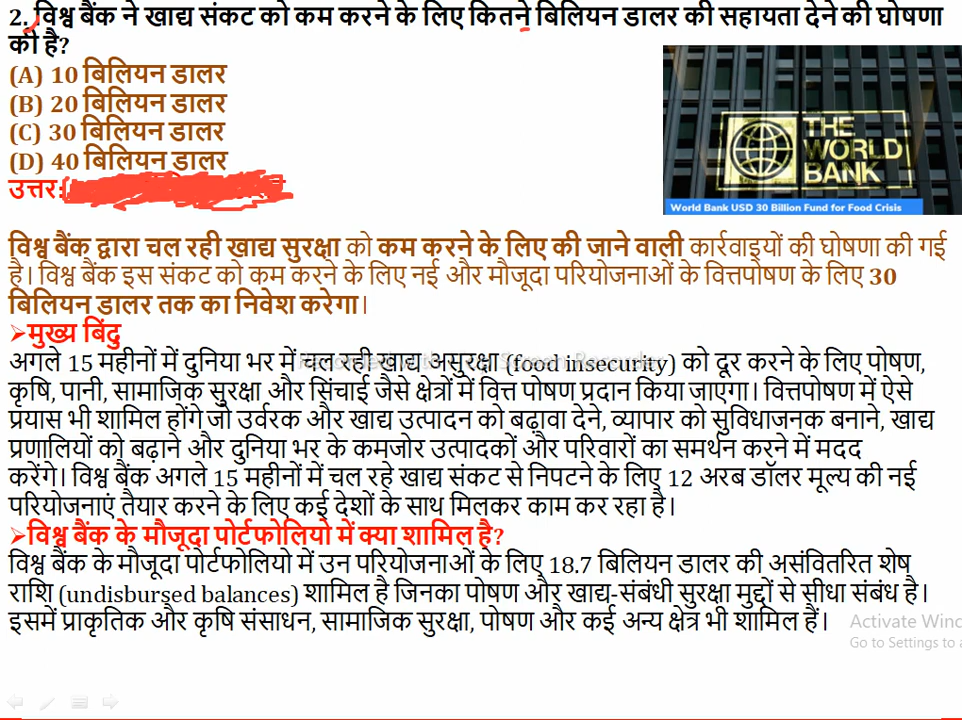 2. विश्व बैंक ने खाद्य संकट को कम करने के लिए कितने बिलियन डालर की सहायता देने की घोषणा
की है?
(A) 10 बिलियन डालर
(B) 20 बिलियन डालर
(C) 30 बिलियन डालर
(D) 40 बिलियन डालर
उत्तर:
THE
WORLD
BANK
World Bank USD 30 Billion Fund for Food Crisis
विश्व बैंक द्वारा चल रही खाद्य सुरक्षा को कम करने के लिए की जाने वाली कार्रवाइयों की घोषणा की गई
है। विश्व बैंक इस संकट को कम करने के लिए नई और मौजूदा परियोजनाओं के वित्तपोषण के लिए 30
बिलियन डालर तक का निवेश करेगा।
➢मुख्य बिंदु
अगले 15 महीनों में दुनिया भर में चल रही खाद्य असुरक्षा (food insecurity) को दूर करने के लिए पोषण,
कृषि, पानी, सामाजिक सुरक्षा और सिंचाई जैसे क्षेत्रों में वित्त पोषण प्रदान किया जाएगा। वित्तपोषण में ऐसे
प्रयास भी शामिल होंगे जो उर्वरक और खाद्य उत्पादन को बढ़ावा देने, व्यापार को सुविधाजनक बनाने, खाद्य
प्रणालियों को बढ़ाने और दुनिया भर के कमजोर उत्पादकों और परिवारों का समर्थन करने में मदद
करेंगे। विश्व बैंक अगले 15 महीनों में चल रहे खाद्य संकट से निपटने के लिए 12 अरब डॉलर मूल्य की नई
परियोजनाएं तैयार करने के लिए कई देशों के साथ मिलकर काम कर रहा है।
➢विश्व बैंक के मौजूदा पोर्टफोलियो में क्या शामिल है?
विश्व बैंक के मौजूदा पोर्टफोलियो में उन परियोजनाओं के लिए 18.7 बिलियन डालर की असंवितरित शेष
राशि (undisbursed balances) शामिल है जिनका पोषण और खाद्य-संबंधी सुरक्षा मुद्दों से सीधा संबंध है।
इसमें प्राकृतिक और कृषि संसाधन, सामाजिक सुरक्षा, पोषण और कई अन्य क्षेत्र भी शामिल हैं।
Activate Winc
Go to Settings to a